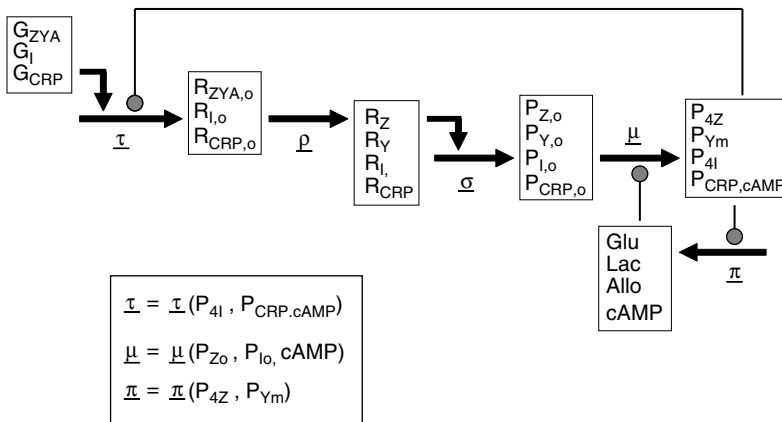 G_ZYA
G_I
G_CRP
τ
R_ZYA,o
R_I,o
R_CRP,o
ρ
R_Z
R_Y
R_I,
R_CRP
σ
P_Z,o
P_Y,o
P_I,o
P_CRP,o
μ
P_4Z
P_Ym
P_4I
P_CRP,cAMP
Glu
Lac
Allo
cAMP
π
τ = τ (P_4I , P_CRP.cAMP)
μ = μ (P_Zo , P_Io, cAMP)
π = π (P_4Z , P_Ym)